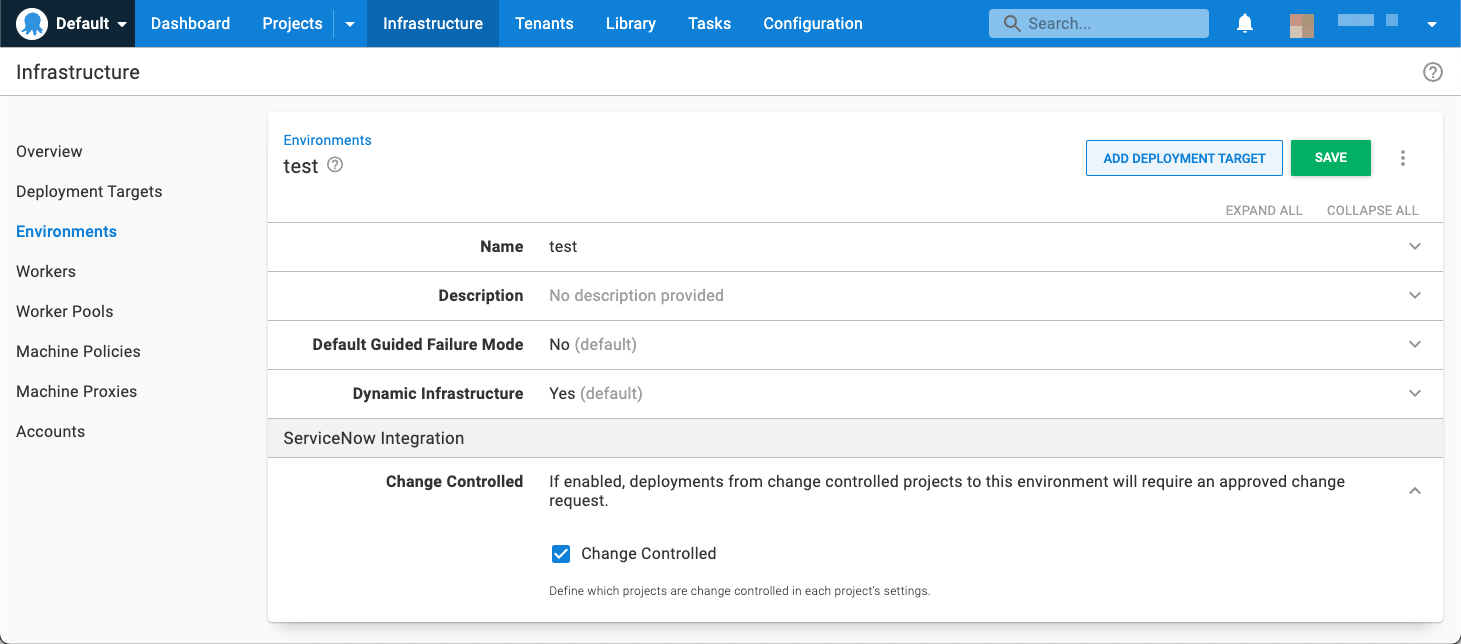 Default Dashboard Projects Infrastructure Tenants Library Tasks Configuration Search...
Infrastructure
Overview
Deployment Targets
Environments
Workers
Worker Pools
Machine Policies
Machine Proxies
Accounts
Environments
test
ADD DEPLOYMENT TARGET SAVE
EXPAND ALL COLLAPSE ALL
Name test
Description No description provided
Default Guided Failure Mode No (default)
Dynamic Infrastructure Yes (default)
ServiceNow Integration
Change Controlled If enabled, deployments from change controlled projects to this environment will require an approved change
request.
Change Controlled
Define which projects are change controlled in each project's settings.